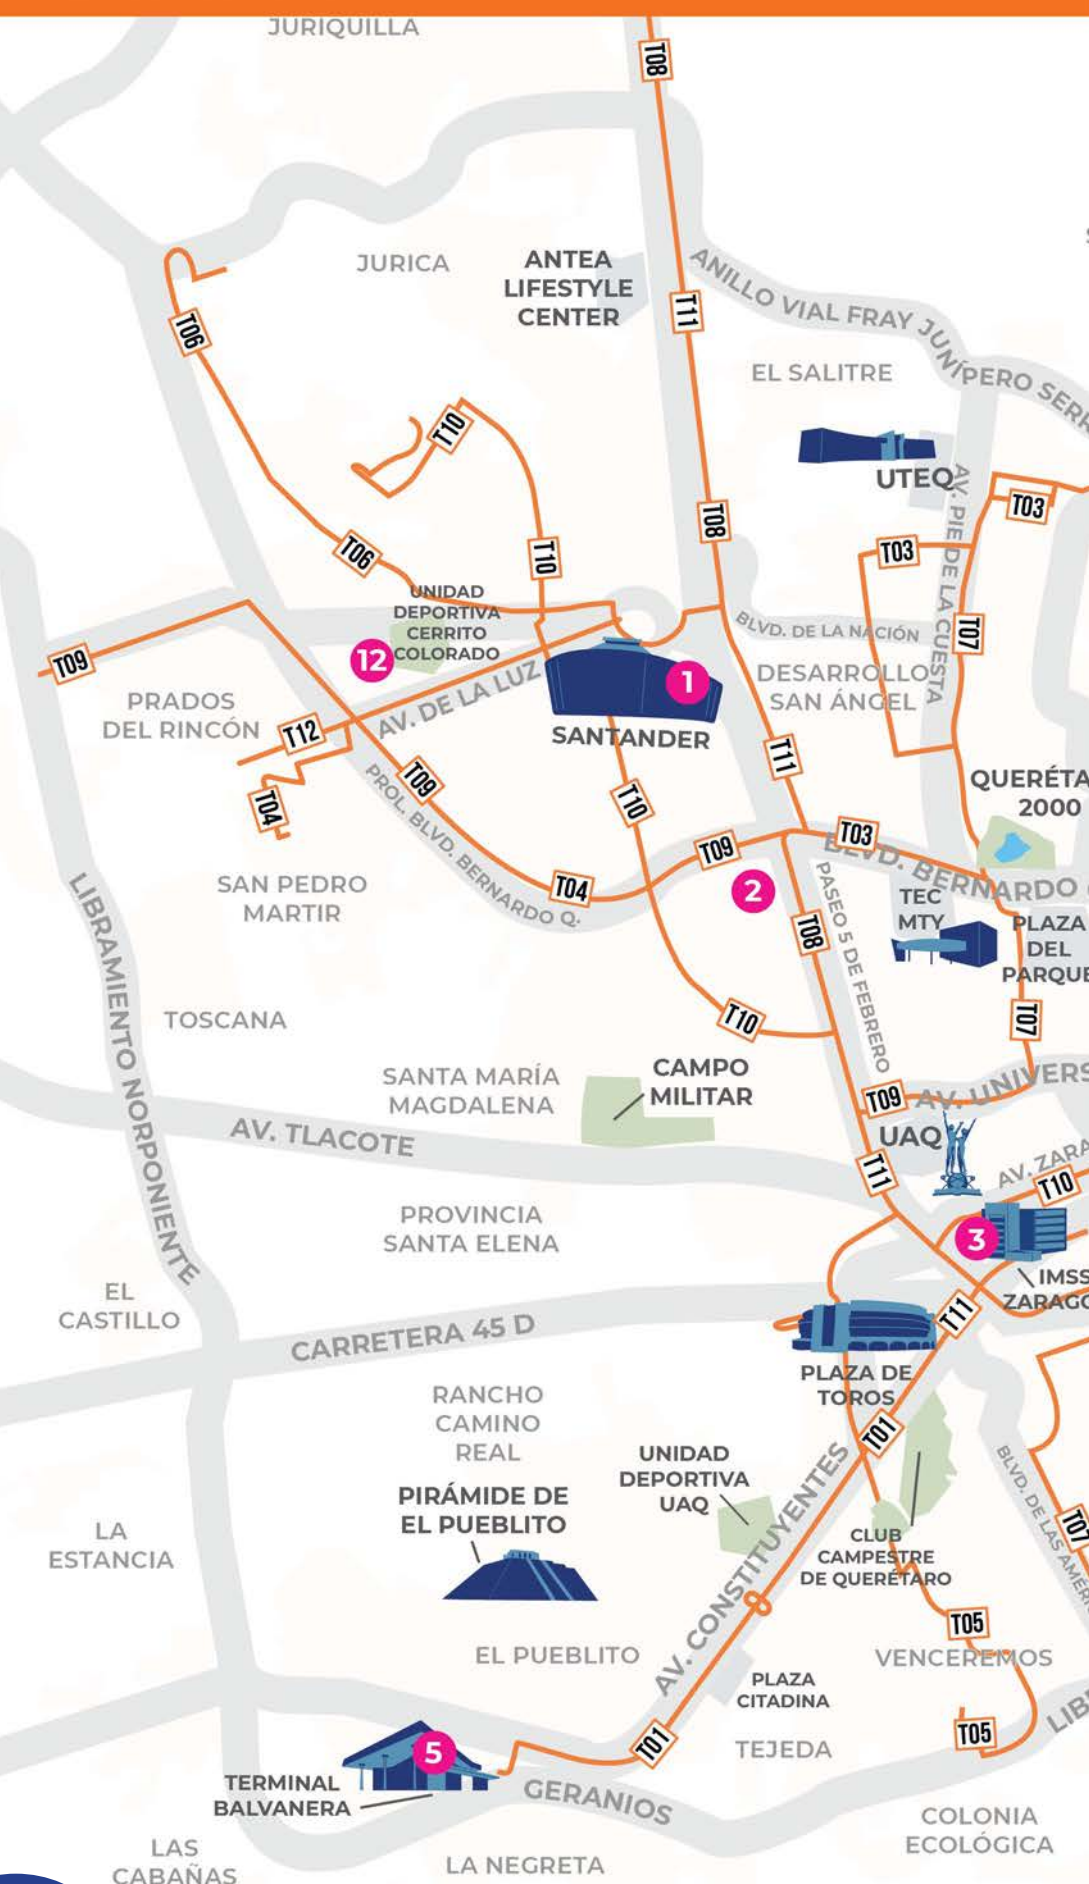 JURIQUILLA
T08
JURICA
ANTEA
LIFESTYLE
CENTER
T11
ANILLO VIAL FRAY JUNÍPERO SERR
T06
EL SALITRE
T10
UTEQ
AV. PIE DE LA CUESTA
T03
T08
T06
T10
T03
UNIDAD
DEPORTIVA
CERRITO
COLORADO
BLVD. DE LA NACIÓN
T07
T09
12
AV. DE LA LUZ
1
DESARROLLO
SAN ÁNGEL
PRADOS
DEL RINCÓN
T12
SANTANDER
T11
T09
T04
PROL. BLVD. BERNARDO Q.
T10
QUERÉTA
2000
T03
T09
BLVD. BERNARDO
SAN PEDRO
MARTIR
T04
2
PASEO 5 DE FEBRERO
TEC
MTY
LIBRAMIENTO NORPONIENTE
T08
PLAZA
DEL
PARQUE
TOSCANA
T10
T07
SANTA MARÍA
MAGDALENA
CAMPO
MILITAR
T09
AV. UNIVERS
AV. TLACOTE
UAQ
T11
AV. ZARA
T10
PROVINCIA
SANTA ELENA
3
EL
CASTILLO
IMSS
ZARAGO
CARRETERA 45 D
T11
PLAZA DE
TOROS
RANCHO
CAMINO
REAL
T01
UNIDAD
DEPORTIVA
UAQ
BLVD. DE LAS AMÉRI
PIRÁMIDE DE
EL PUEBLITO
LA
ESTANCIA
T07
CLUB
CAMPESTRE
DE QUERÉTARO
AV. CONSTITUYENTES
T05
EL PUEBLITO
VENCEREMOS
PLAZA
CITADINA
LIB
T05
T01
TEJEDA
5
TERMINAL
BALVANERA
GERANIOS
COLONIA
ECOLÓGICA
LAS
CABAÑAS
LA NEGRETA